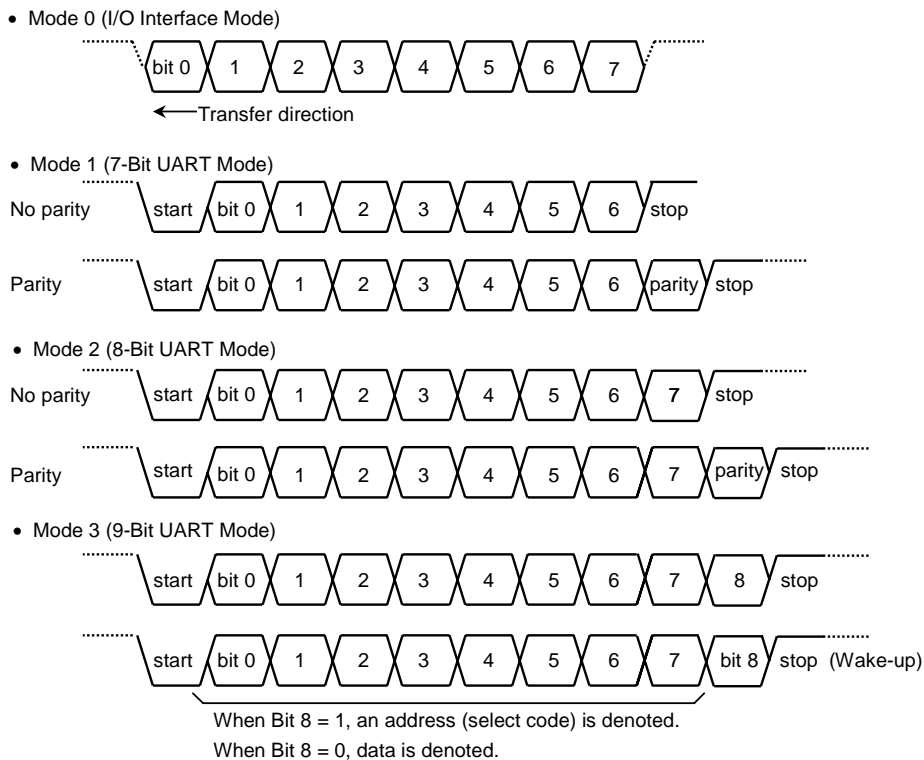 • Mode 0 (I/O Interface Mode)
bit 0 1 2 3 4 5 6 7
Transfer direction
• Mode 1 (7-Bit UART Mode)
No parity start bit 0 1 2 3 4 5 6 stop
Parity start bit 0 1 2 3 4 5 6 parity stop
• Mode 2 (8-Bit UART Mode)
No parity start bit 0 1 2 3 4 5 6 7 stop
Parity start bit 0 1 2 3 4 5 6 7 parity stop
• Mode 3 (9-Bit UART Mode)
start bit 0 1 2 3 4 5 6 7 8 stop
start bit 0 1 2 3 4 5 6 7 bit 8 stop (Wake-up)
When Bit 8 = 1, an address (select code) is denoted.
When Bit 8 = 0, data is denoted.